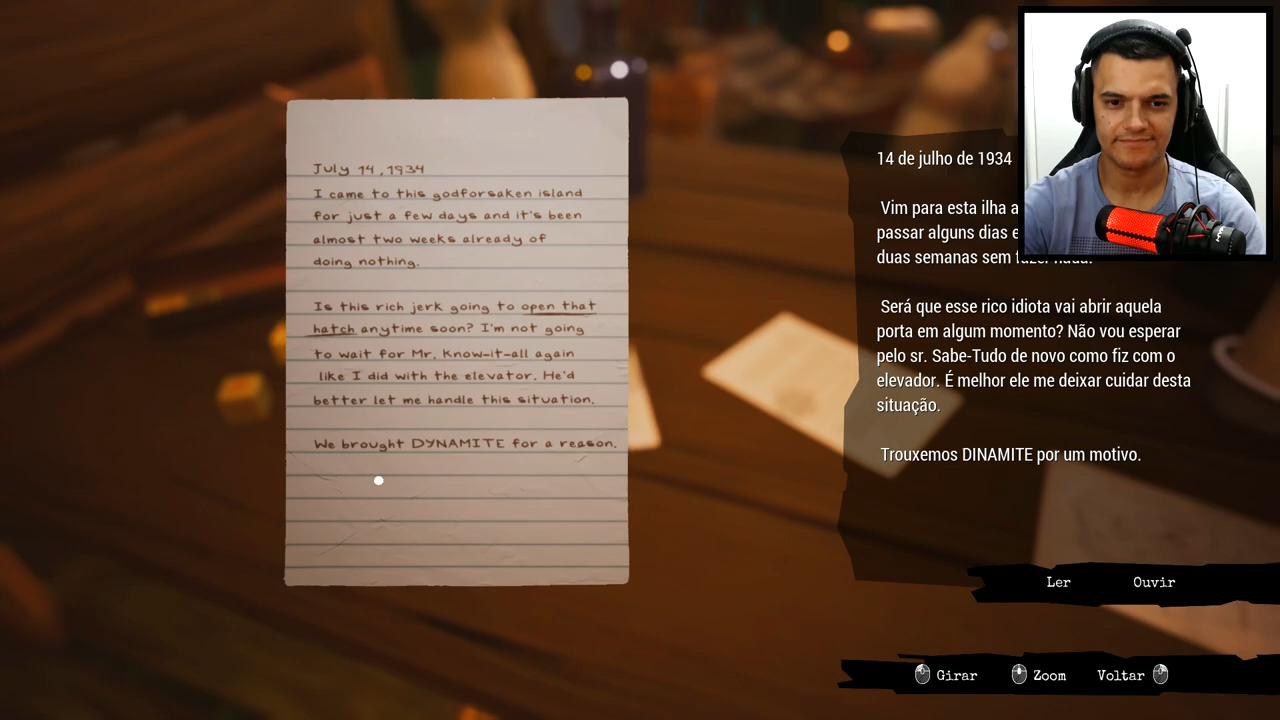 July 14, 1934
I came to this godforsaken island
for just a few days and it's been
almost two weeks already of
doing nothing.
Is this rich jerk going to open that
hatch anytime soon? I'm not going
to wait for Mr. Know-it-all again
like I did with the elevator. He'd
better let me handle this situation.
We brought DYNAMITE for a reason.
14 de julho de 1934
Vim para esta ilha
passar alguns dias
duas semanas sem fazer nada.
Será que esse rico idiota vai abrir aquela
porta em algum momento? Não vou esperar
pelo sr. Sabe-Tudo de novo como fiz com o
elevador. É melhor ele me deixar cuidar desta
situação.
Trouxemos DINAMITE por um motivo.
Ler
Ouvir
Girar
Zoom
Voltar